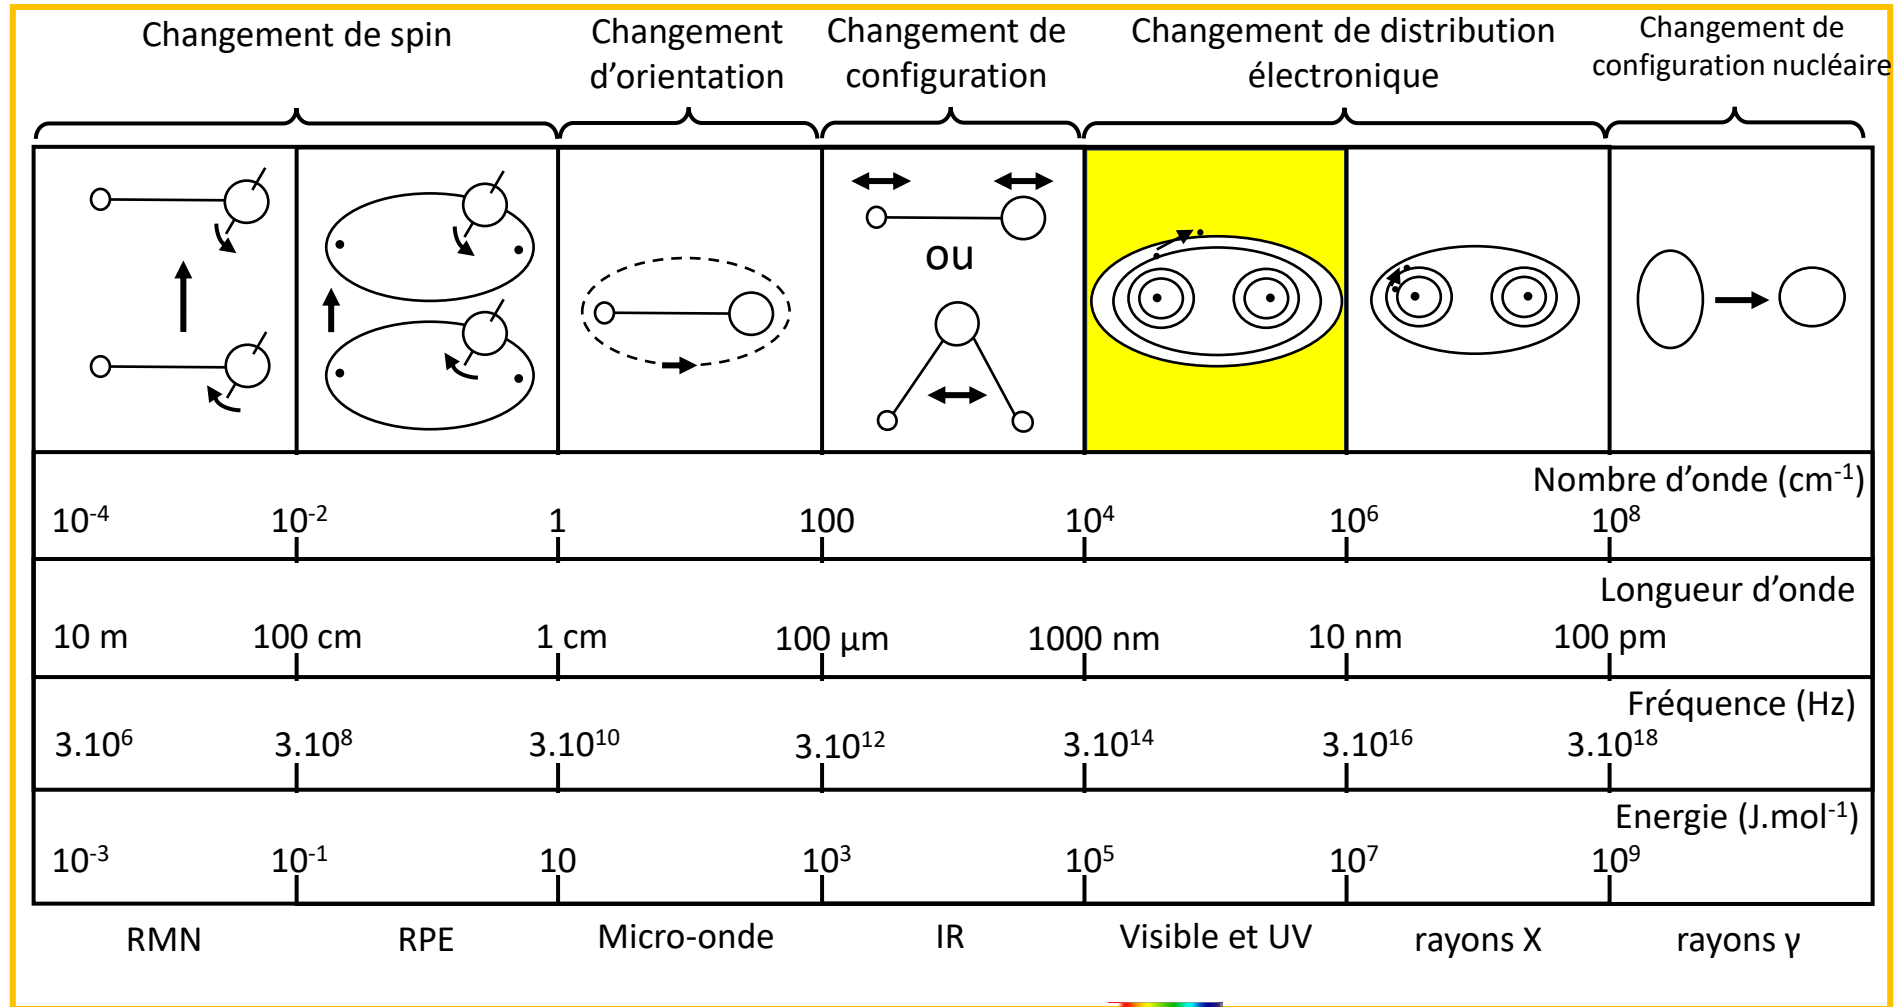 Changement de spin
Changement
d'orientation
Changement de
configuration
Changement de distribution
électronique
Changement de
configuration nucléaire
ou
Nombre d'onde (cm⁻¹)
10⁻⁴ 10⁻² 1 100 10⁴ 10⁶ 10⁸
Longueur d'onde
10 m 100 cm 1 cm 100 µm 1000 nm 10 nm 100 pm
Fréquence (Hz)
3.10⁶ 3.10⁸ 3.10¹⁰ 3.10¹² 3.10¹⁴ 3.10¹⁶ 3.10¹⁸
Energie (J.mol⁻¹)
10⁻³ 10⁻¹ 10 10³ 10⁵ 10⁷ 10⁹
RMN RPE Micro-onde IR Visible et UV rayons X rayons γ